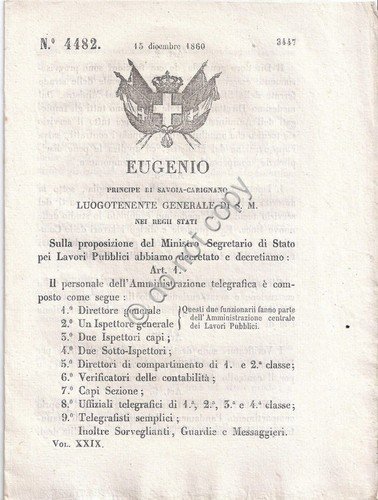 N.º 4482. 15 dicembre 1860 3447
EUGENIO
PRINCIPE DI SAVOIA-CARIGNANO
LUOGOTENENTE GENERALE DI S. M.
NEI REGII STATI
Sulla proposizione del Ministro Segretario di Stato
pei Lavori Pubblici abbiamo decretato e decretiamo:
Art. 1.
Il personale dell'Amministrazione telegrafica è com-
posto come segue:
1.º Direttore generale
2.º Un Ispettore generale
Questi due funzionarii fanno parte
dell'Amministrazione centrale
dei Lavori Pubblici.
3.º Due Ispettori capi;
4.º Due Sotto-Ispettori;
5.º Direttori di compartimento di 1.ª e 2.ª classe;
6.º Verificatori delle contabilità;
7.º Capi Sezione;
8.º Uffiziali telegrafici di 1.ª, 2.ª, 3.ª e 4.ª classe;
9.º Telegrafisti semplici;
Inoltre Sorveglianti, Guardie e Messaggieri.
VOL. XXIX.
do not copy